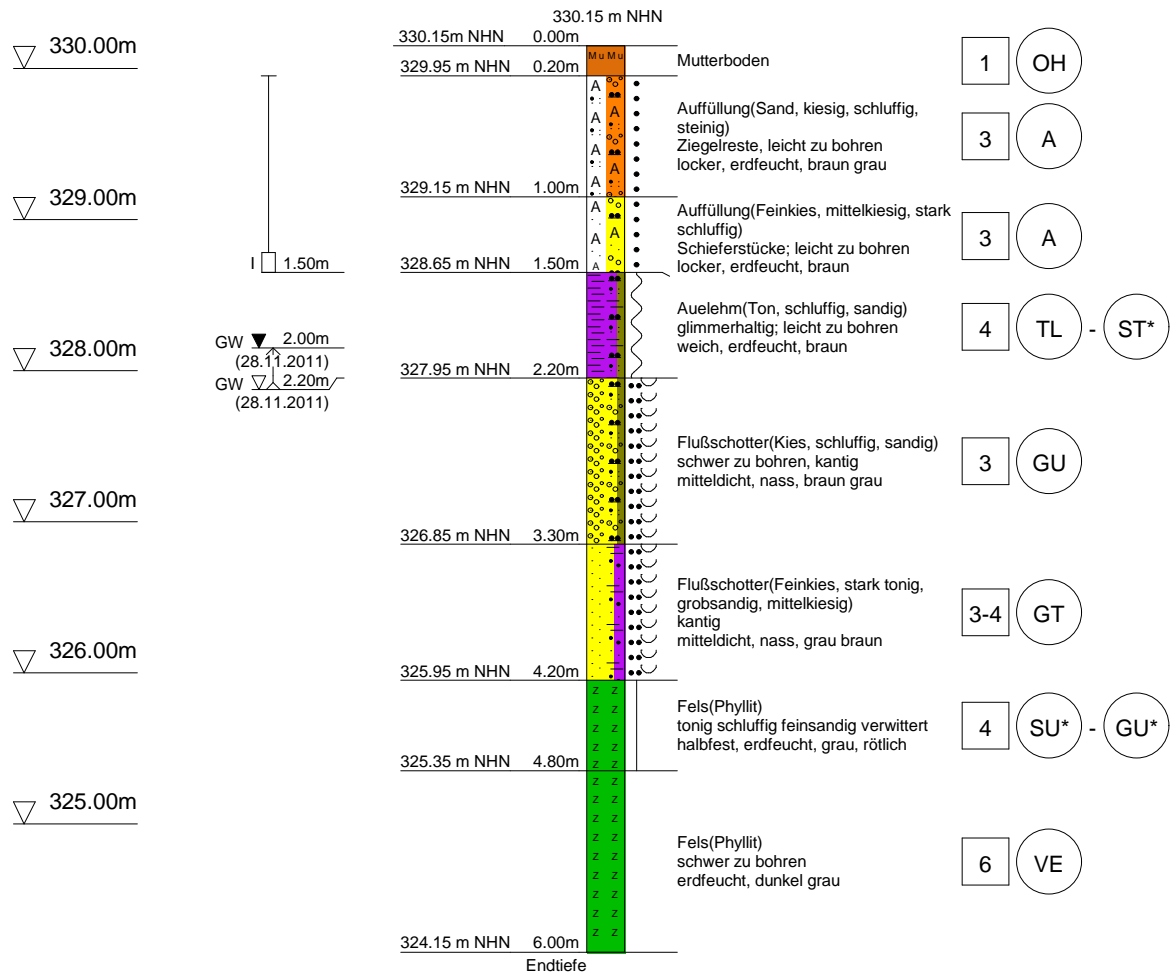 330.15 m NHN
330.00m
330.15m NHN 0.00m
Mu Mu
329.95 m NHN 0.20m
Mutterboden
1 OH
A A
A A
A A
A A
Auffüllung(Sand, kiesig, schluffig,
steinig)
Ziegelreste, leicht zu bohren
locker, erdfeucht, braun grau
3 A
329.00m
329.15 m NHN 1.00m
A
A A
A
Auffüllung(Feinkies, mittelkiesig, stark
schluffig)
Schieferstücke; leicht zu bohren
locker, erdfeucht, braun
3 A
I 1.50m
328.65 m NHN 1.50m
Auelehm(Ton, schluffig, sandig)
glimmerhaltig; leicht zu bohren
weich, erdfeucht, braun
4 TL - ST*
328.00m
GW 2.00m
(28.11.2011)
GW 2.20m
(28.11.2011)
327.95 m NHN 2.20m
Flußschotter(Kies, schluffig, sandig)
schwer zu bohren, kantig
mitteldicht, nass, braun grau
3 GU
327.00m
326.85 m NHN 3.30m
Flußschotter(Feinkies, stark tonig,
grobsandig, mittelkiesig)
kantig
mitteldicht, nass, grau braun
3-4 GT
326.00m
325.95 m NHN 4.20m
z z
z z
z z
z z
z z
z z
Fels(Phyllit)
tonig schluffig feinsandig verwittert
halbfest, erdfeucht, grau, rötlich
4 SU* - GU*
325.35 m NHN 4.80m
325.00m
z z
z z
z z
z z
z z
z z
z z
z z
z z
Fels(Phyllit)
schwer zu bohren
erdfeucht, dunkel grau
6 VE
324.15 m NHN 6.00m
Endtiefe